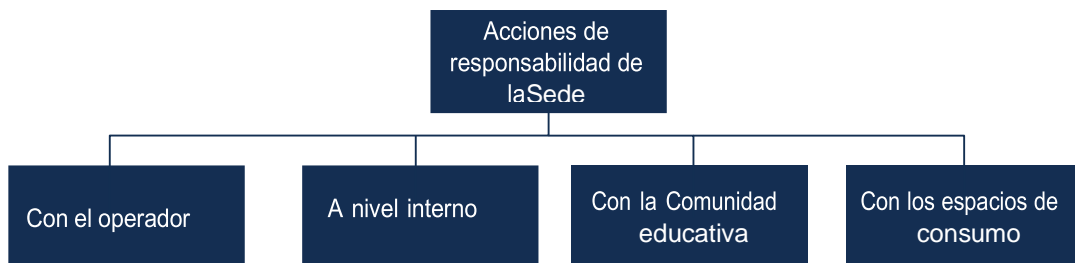 Acciones de
responsabilidad de
laSede
Con el operador
A nivel interno
Con la Comunidad
educativa
Con los espacios de
consumo